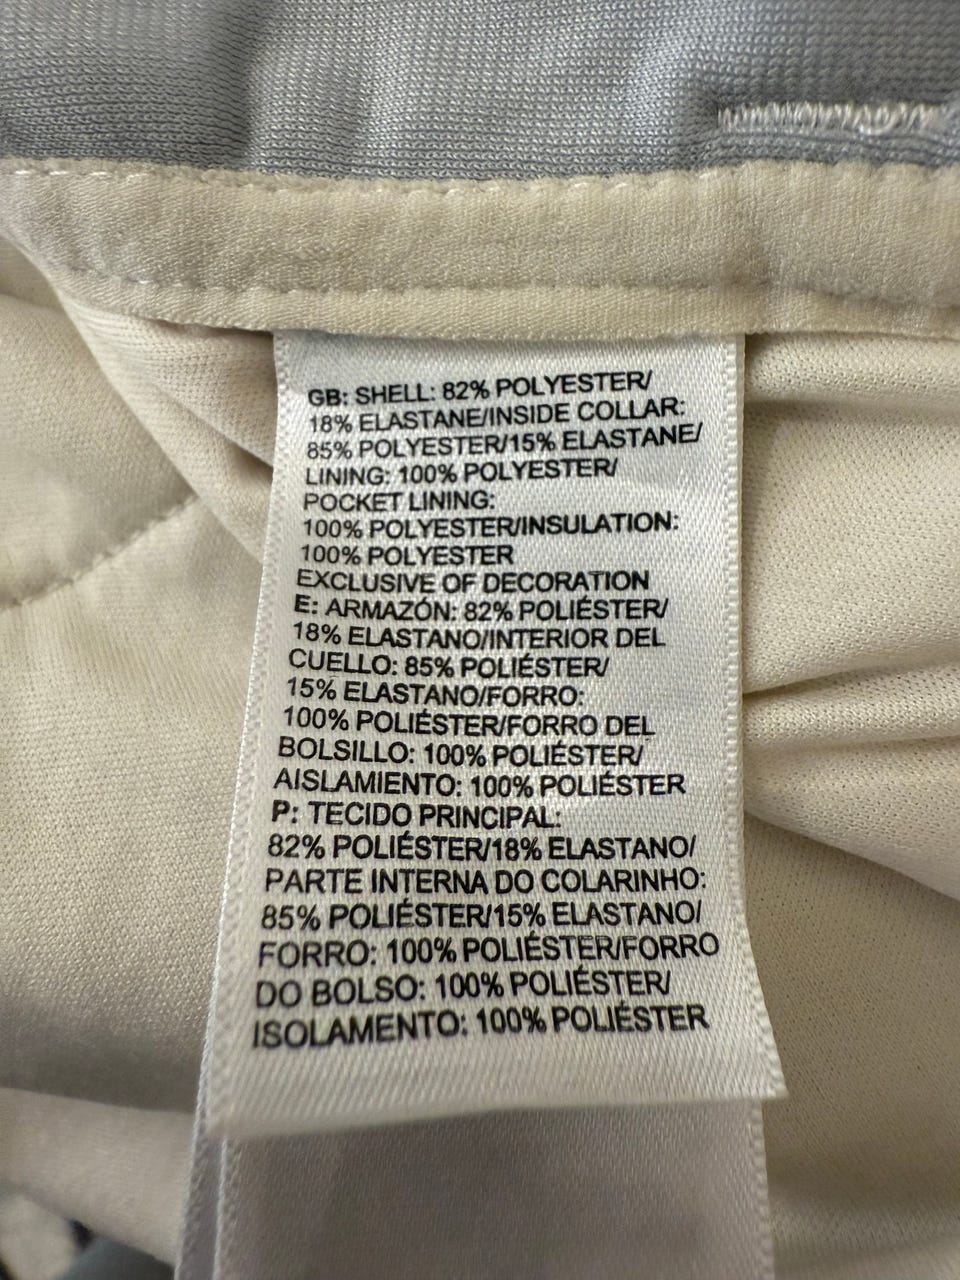 GB: SHELL: 82% POLYESTER/
18% ELASTANE/INSIDE COLLAR:
85% POLYESTER/15% ELASTANE/
LINING: 100% POLYESTER/
POCKET LINING:
100% POLYESTER/INSULATION:
100% POLYESTER
EXCLUSIVE OF DECORATION
E: ARMAZÓN: 82% POLIÉSTER/
18% ELASTANO/INTERIOR DEL
CUELLO: 85% POLIÉSTER/
15% ELASTANO/FORRO:
100% POLIÉSTER/FORRO DEL
BOLSILLO: 100% POLIÉSTER/
AISLAMIENTO: 100% POLIÉSTER
P: TECIDO PRINCIPAL:
82% POLIÉSTER/18% ELASTANO/
PARTE INTERNA DO COLARINHO:
85% POLIÉSTER/15% ELASTANO/
FORRO: 100% POLIÉSTER/FORRO
DO BOLSO: 100% POLIÉSTER/
ISOLAMENTO: 100% POLIÉSTER